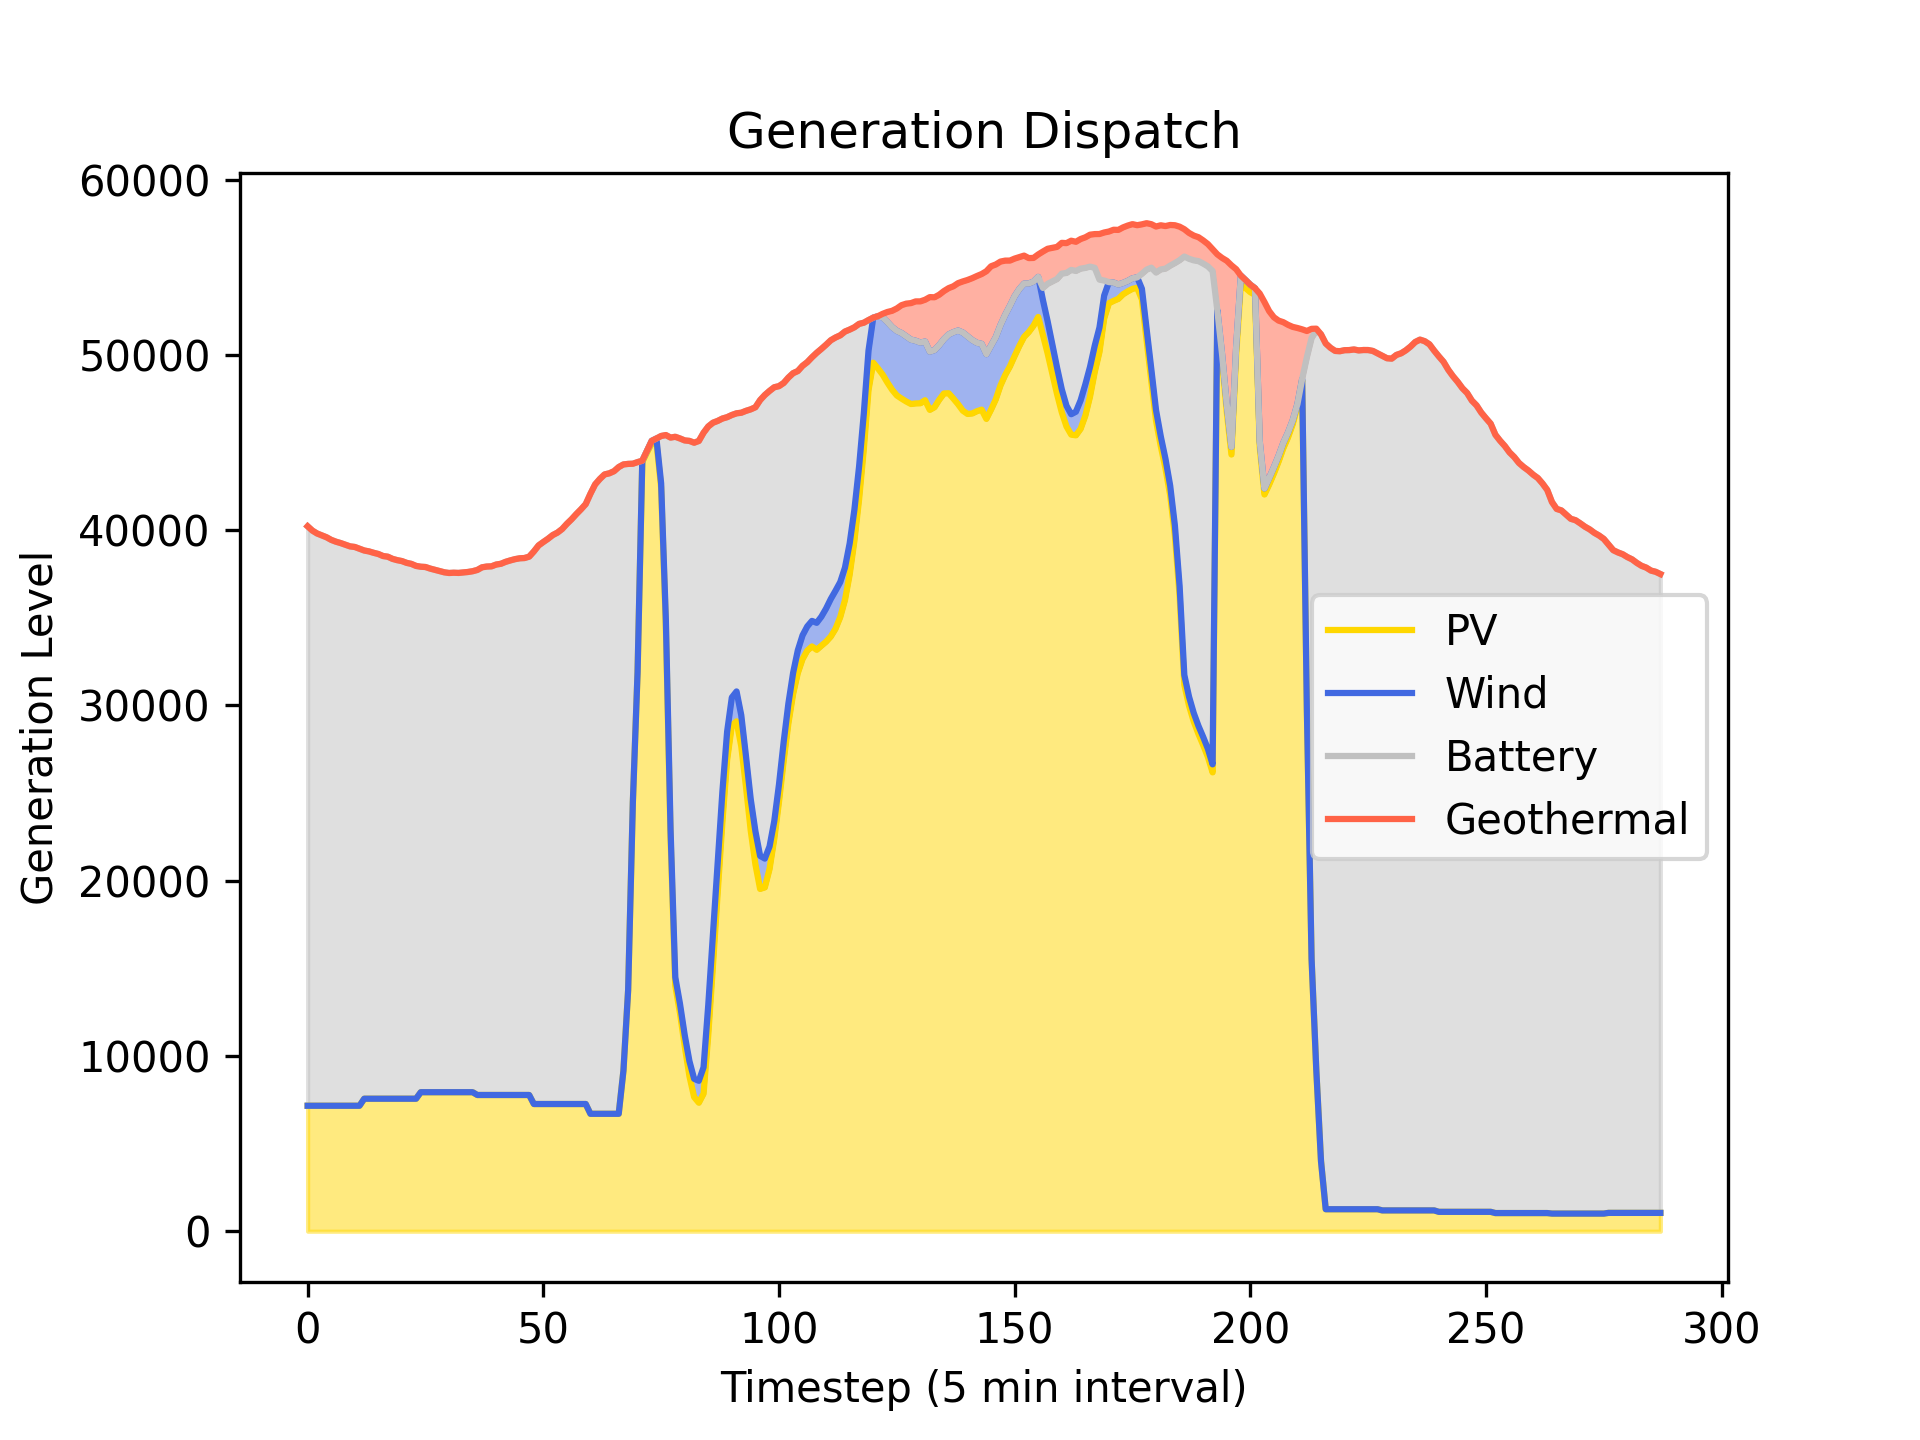 Generation Dispatch
60000
50000
40000
30000
20000
10000
0
Generation Level
0 50 100 150 200 250 300
Timestep (5 min interval)
PV
Wind
Battery
Geothermal